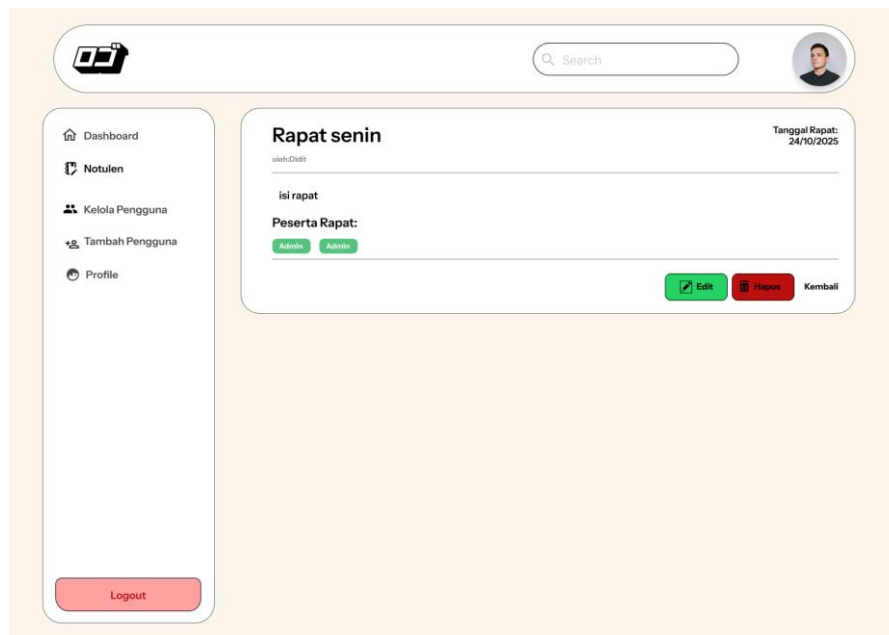 Search
Dashboard
Notulen
Kelola Pengguna
Tambah Pengguna
Profile
Logout
Rapat senin
oleh:Didit
Tanggal Rapat:
24/10/2025
isi rapat
Peserta Rapat:
Admin Admin
Edit Hapus Kembali